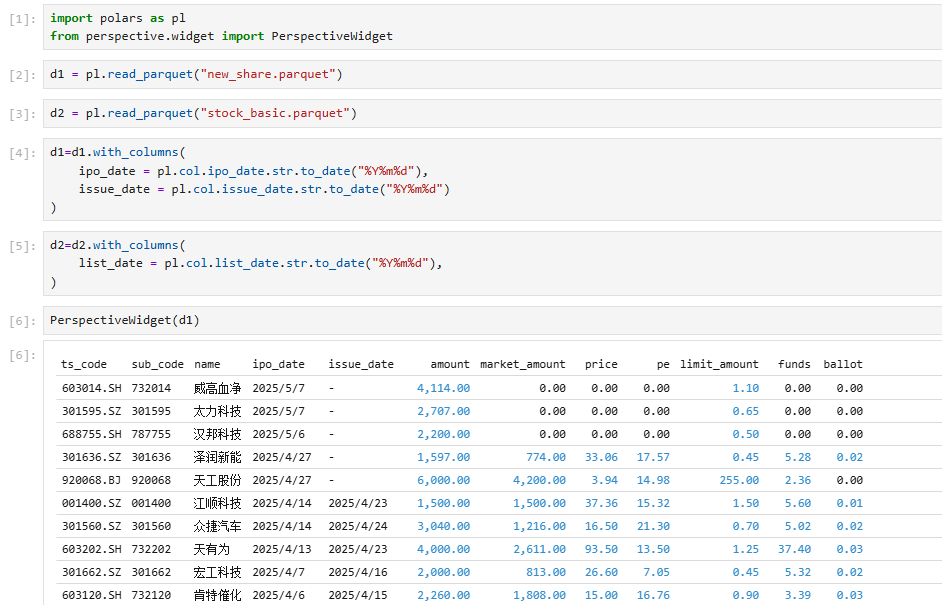 [1]: import polars as pl
from perspective.widget import PerspectiveWidget
[2]: d1 = pl.read_parquet("new_share.parquet")
[3]: d2 = pl.read_parquet("stock_basic.parquet")
[4]: d1=d1.with_columns(
    ipo_date = pl.col.ipo_date.str.to_date("%Y%m%d"),
    issue_date = pl.col.issue_date.str.to_date("%Y%m%d")
)
[5]: d2=d2.with_columns(
    list_date = pl.col.list_date.str.to_date("%Y%m%d"),
)
[6]: PerspectiveWidget(d1)
[6]:
ts_code sub_code name ipo_date issue_date amount market_amount price pe limit_amount funds ballot
603014.SH 732014 威高血净 2025/5/7 - 4,114.00 0.00 0.00 0.00 1.10 0.00 0.00
301595.SZ 301595 太力科技 2025/5/7 - 2,707.00 0.00 0.00 0.00 0.65 0.00 0.00
688755.SH 787755 汉邦科技 2025/5/6 - 2,200.00 0.00 0.00 0.00 0.50 0.00 0.00
301636.SZ 301636 泽润新能 2025/4/27 - 1,597.00 774.00 33.06 17.57 0.45 5.28 0.02
920068.BJ 920068 天工股份 2025/4/27 - 6,000.00 4,200.00 3.94 14.98 255.00 2.36 0.00
001400.SZ 001400 江顺科技 2025/4/14 2025/4/23 1,500.00 1,500.00 37.36 15.32 1.50 5.60 0.01
301560.SZ 301560 众捷汽车 2025/4/14 2025/4/24 3,040.00 1,216.00 16.50 21.30 0.70 5.02 0.02
603202.SH 732202 天有为 2025/4/13 2025/4/23 4,000.00 2,611.00 93.50 13.50 1.25 37.40 0.03
301662.SZ 301662 宏工科技 2025/4/7 2025/4/16 2,000.00 813.00 26.60 7.05 0.45 5.32 0.02
603120.SH 732120 肯特催化 2025/4/6 2025/4/15 2,260.00 1,808.00 15.00 16.76 0.90 3.39 0.03